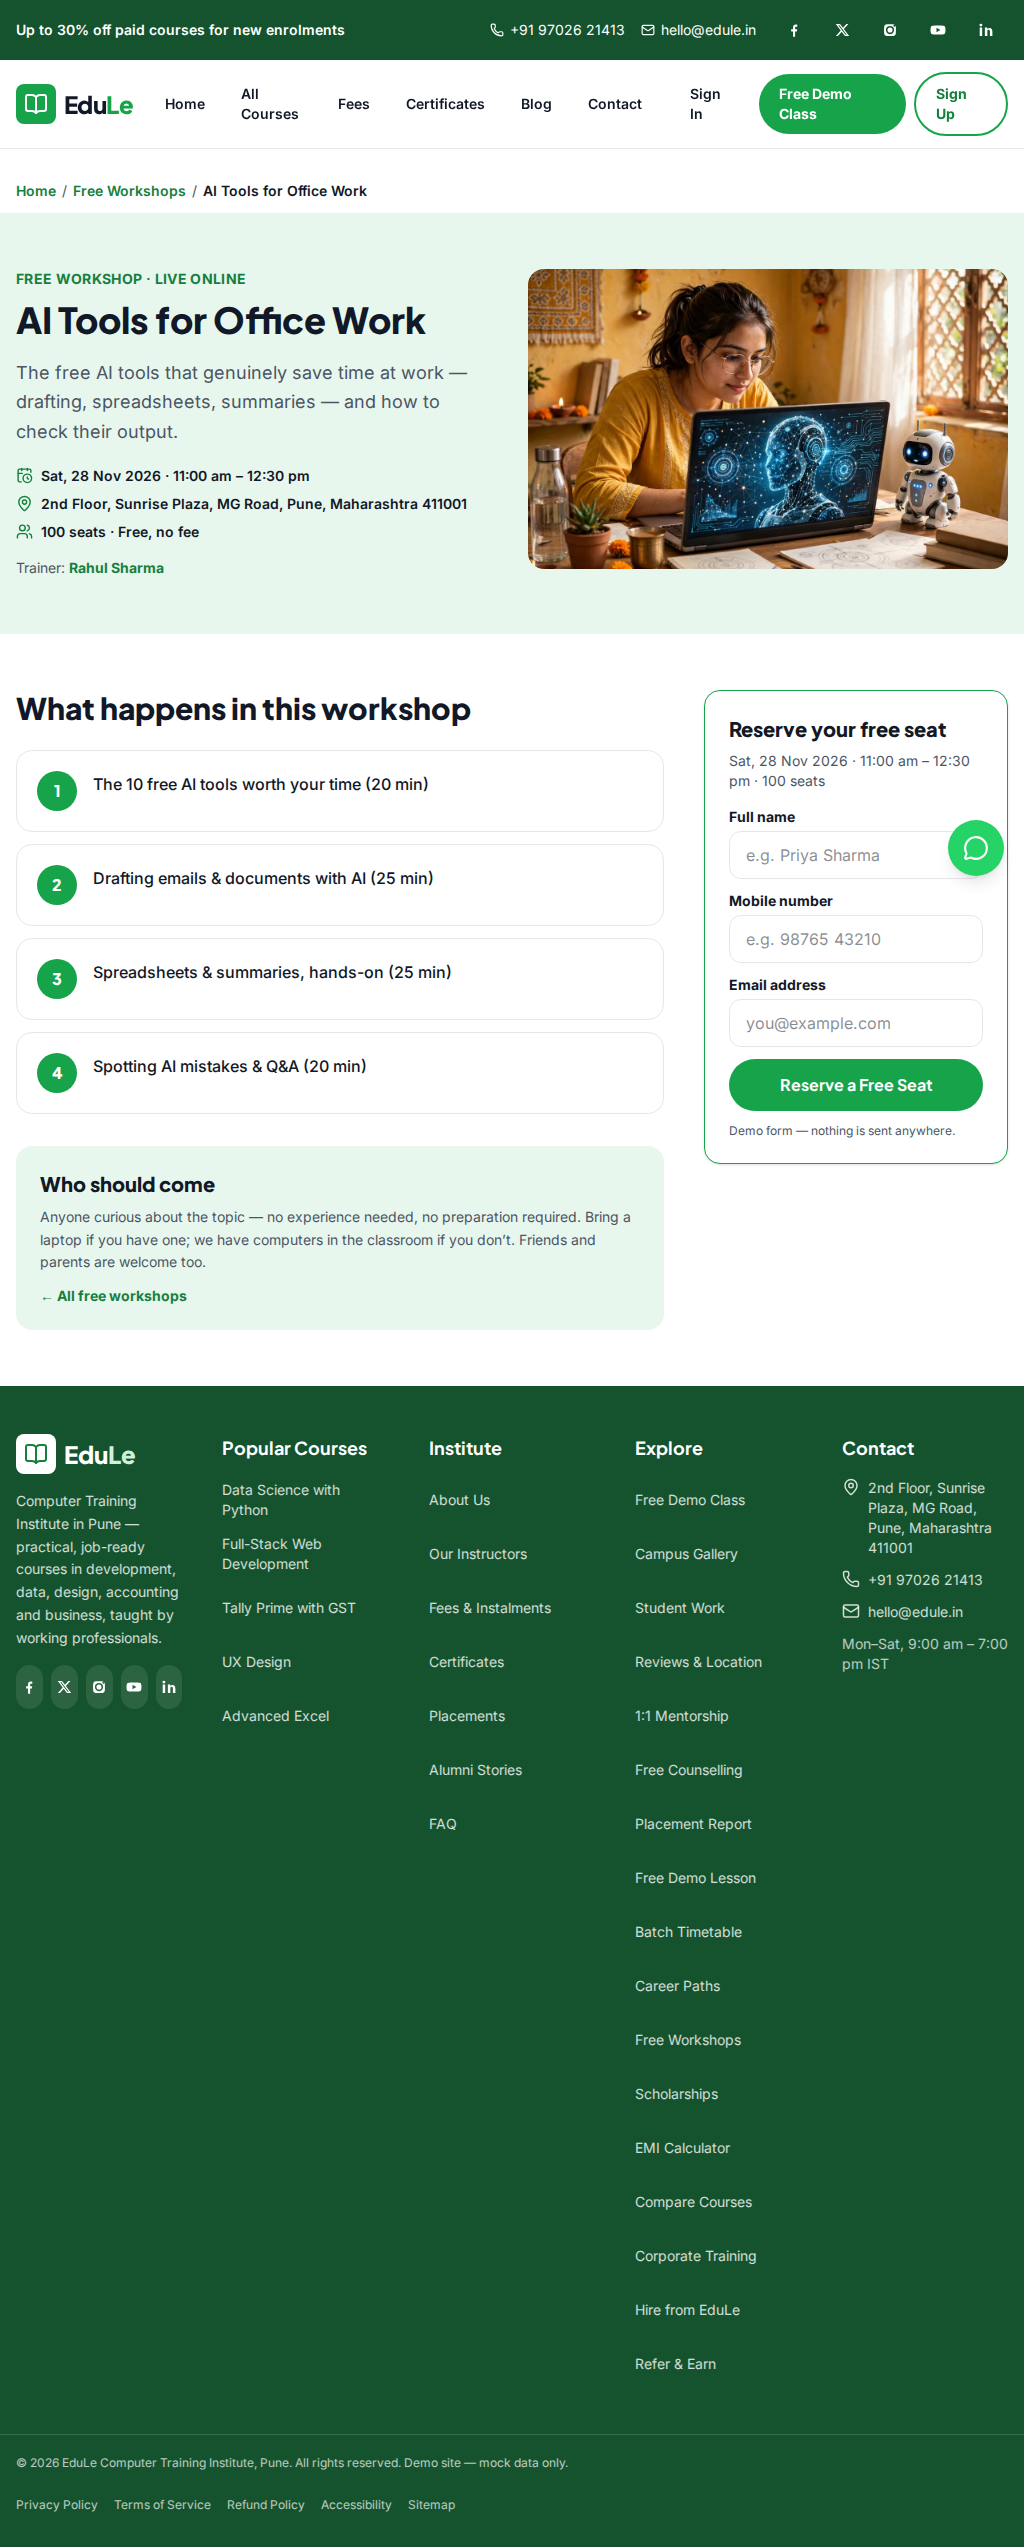 Up to 30% off paid courses for new enrolments
+91 97026 21413
hello@edule.in
EduLe
Home
All
Courses
Fees
Certificates
Blog
Contact
Sign
In
Free Demo
Class
Sign
Up
Home / Free Workshops / AI Tools for Office Work
FREE WORKSHOP · LIVE ONLINE
AI Tools for Office Work
The free AI tools that genuinely save time at work —
drafting, spreadsheets, summaries — and how to
check their output.
Sat, 28 Nov 2026 · 11:00 am – 12:30 pm
2nd Floor, Sunrise Plaza, MG Road, Pune, Maharashtra 411001
100 seats · Free, no fee
Trainer: Rahul Sharma
What happens in this workshop
1
The 10 free AI tools worth your time (20 min)
2
Drafting emails & documents with AI (25 min)
3
Spreadsheets & summaries, hands-on (25 min)
4
Spotting AI mistakes & Q&A (20 min)
Who should come
Anyone curious about the topic — no experience needed, no preparation required. Bring a
laptop if you have one; we have computers in the classroom if you don’t. Friends and
parents are welcome too.
← All free workshops
Reserve your free seat
Sat, 28 Nov 2026 · 11:00 am – 12:30
pm · 100 seats
Full name
e.g. Priya Sharma
Mobile number
e.g. 98765 43210
Email address
you@example.com
Reserve a Free Seat
Demo form — nothing is sent anywhere.
EduLe
Computer Training
Institute in Pune —
practical, job-ready
courses in development,
data, design, accounting
and business, taught by
working professionals.
Popular Courses
Data Science with
Python
Full-Stack Web
Development
Tally Prime with GST
UX Design
Advanced Excel
Institute
About Us
Our Instructors
Fees & Instalments
Certificates
Placements
Alumni Stories
FAQ
Explore
Free Demo Class
Campus Gallery
Student Work
Reviews & Location
1:1 Mentorship
Free Counselling
Placement Report
Free Demo Lesson
Batch Timetable
Career Paths
Free Workshops
Scholarships
EMI Calculator
Compare Courses
Corporate Training
Hire from EduLe
Refer & Earn
Contact
2nd Floor, Sunrise
Plaza, MG Road,
Pune, Maharashtra
411001
+91 97026 21413
hello@edule.in
Mon–Sat, 9:00 am – 7:00
pm IST
© 2026 EduLe Computer Training Institute, Pune. All rights reserved. Demo site — mock data only.
Privacy Policy
Terms of Service
Refund Policy
Accessibility
Sitemap